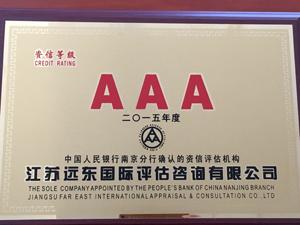 资信等级
CREDIT RATING
AAA
二〇一五年度
中国人民银行南京分行确认的资信评估机构
江苏远东国际评估咨询有限公司
THE SOLE COMPANY APPOINTED BY THE PEOPLE'S BANK OF CHINA NANJING BRANCH
JIANGSU FAR EAST INTERNATIONAL APPRAISAL & CONSULTATION CO., LTD